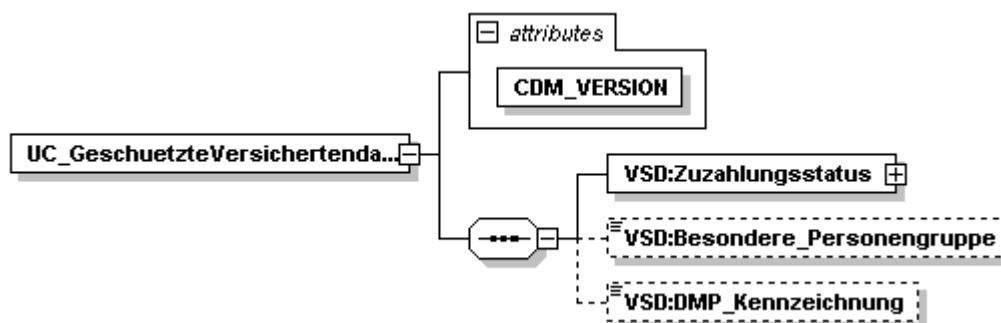 attributes
CDM_VERSION
UC_GeschuetzteVersichertenda...
VSD:Zuzahlungsstatus
VSD:Besondere_Personengruppe
VSD:DMP_Kennzeichnung